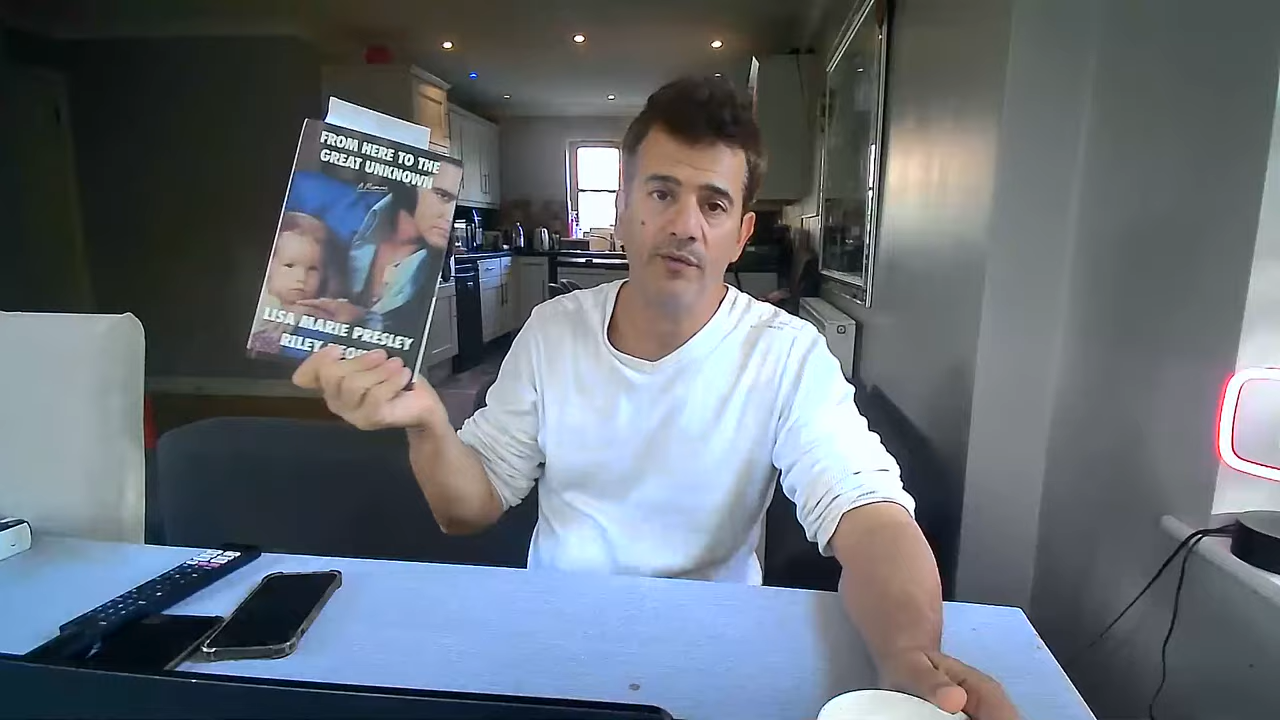 FROM HERE TO THE
GREAT UNKNOWN
A Memoir
LISA MARIE PRESLEY
RILEY